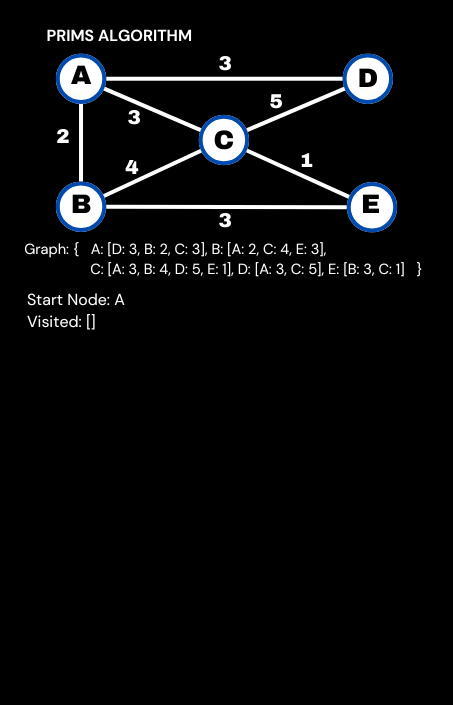 PRIMS ALGORITHM
3
A
D
5
3
2
C
4
1
B
E
3
Graph: { A: [D: 3, B: 2, C: 3], B: [A: 2, C: 4, E: 3],
C: [A: 3, B: 4, D: 5, E: 1], D: [A: 3, C: 5], E: [B: 3, C: 1] }
Start Node: A
Visited: []